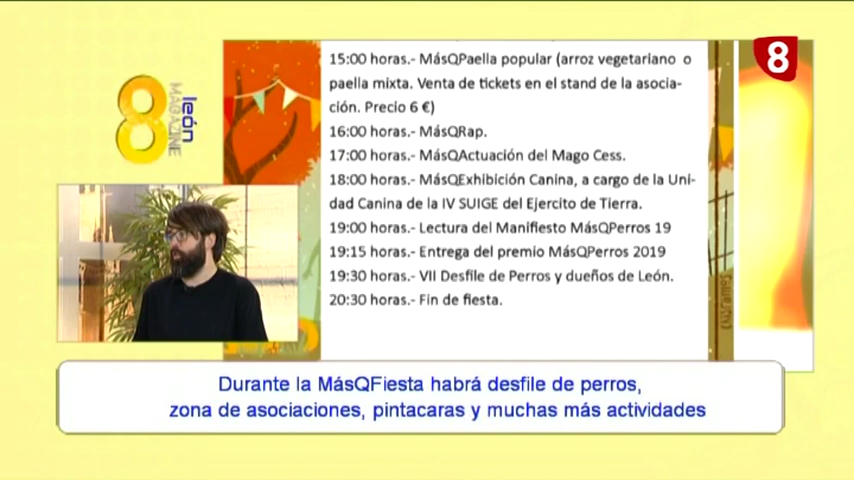 8
león
MAGAZINE
8
15:00 horas.- MásQPaella popular (arroz vegetariano o
paella mixta. Venta de tickets en el stand de la asocia-
ción. Precio 6 €)
16:00 horas.- MásQRap.
17:00 horas.- MásQActuación del Mago Cess.
18:00 horas.- MásQExhibición Canina, a cargo de la Uni-
dad Canina de la IV SUIGE del Ejercito de Tierra.
19:00 horas.- Lectura del Manifiesto MásQPerros 19
19:15 horas.- Entrega del premio MásQPerros 2019
19:30 horas.- VII Desfile de Perros y dueños de León.
20:30 horas.- Fin de fiesta.
Durante la MásQFiesta habrá desfile de perros,
zona de asociaciones, pintacaras y muchas más actividades